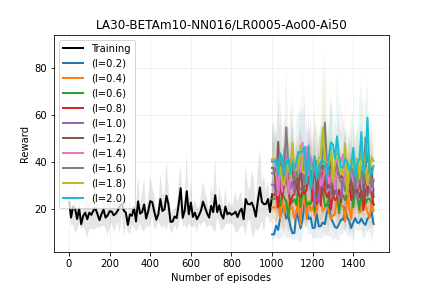 LA30-BETAm10-NN016/LR0005-Ao00-Ai50
Reward
80
60
40
20
Training
(l=0.2)
(l=0.4)
(l=0.6)
(l=0.8)
(l=1.0)
(l=1.2)
(l=1.4)
(l=1.6)
(l=1.8)
(l=2.0)
0 200 400 600 800 1000 1200 1400
Number of episodes